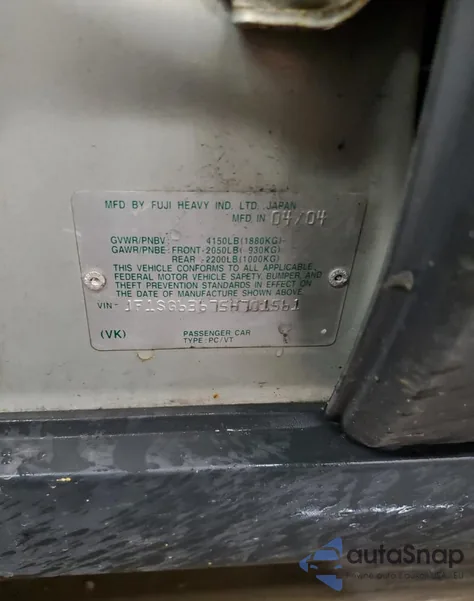 MFD BY FUJI HEAVY IND. LTD. JAPAN
MFD IN 04/04
GVWR/PNBV 4150LB(1880KG)
GAWR/PNBE FRONT-2050LB( 930KG)
REAR -2200LB(1000KG)
THIS VEHICLE CONFORMS TO ALL APPLICABLE
FEDERAL MOTOR VEHICLE SAFETY, BUMPER, AND
THEFT PREVENTION STANDARDS IN EFFECT ON
THE DATE OF MANUFACTURE SHOWN ABOVE.
VIN-
(VK) PASSENGER CAR
TYPE: PC/VT
autoSnap